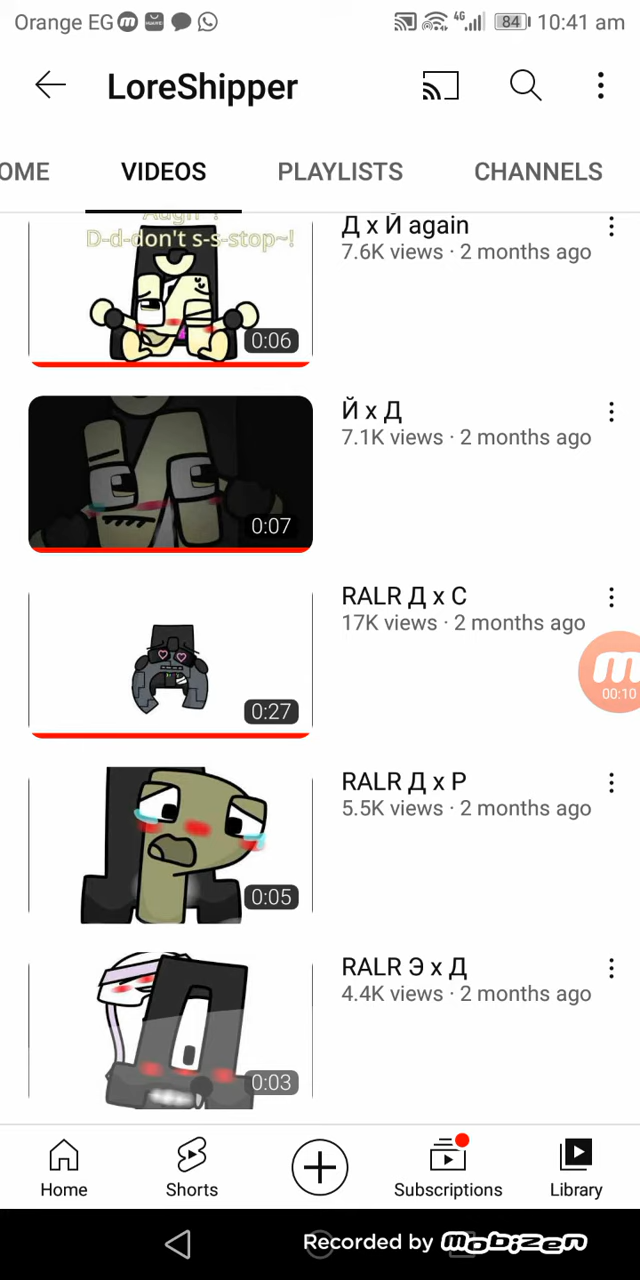 Orange EG
4G
84
10:41 am
LoreShipper
OME
VIDEOS
PLAYLISTS
CHANNELS
D-d-don't s-s-stop~!
0:06
Д x Й again
7.6K views · 2 months ago
0:07
Й x Д
7.1K views · 2 months ago
0:27
RALR Д x С
17K views · 2 months ago
00:10
0:05
RALR Д x Р
5.5K views · 2 months ago
0:03
RALR Э x Д
4.4K views · 2 months ago
Home
Shorts
Subscriptions
Library
Recorded by mobizen